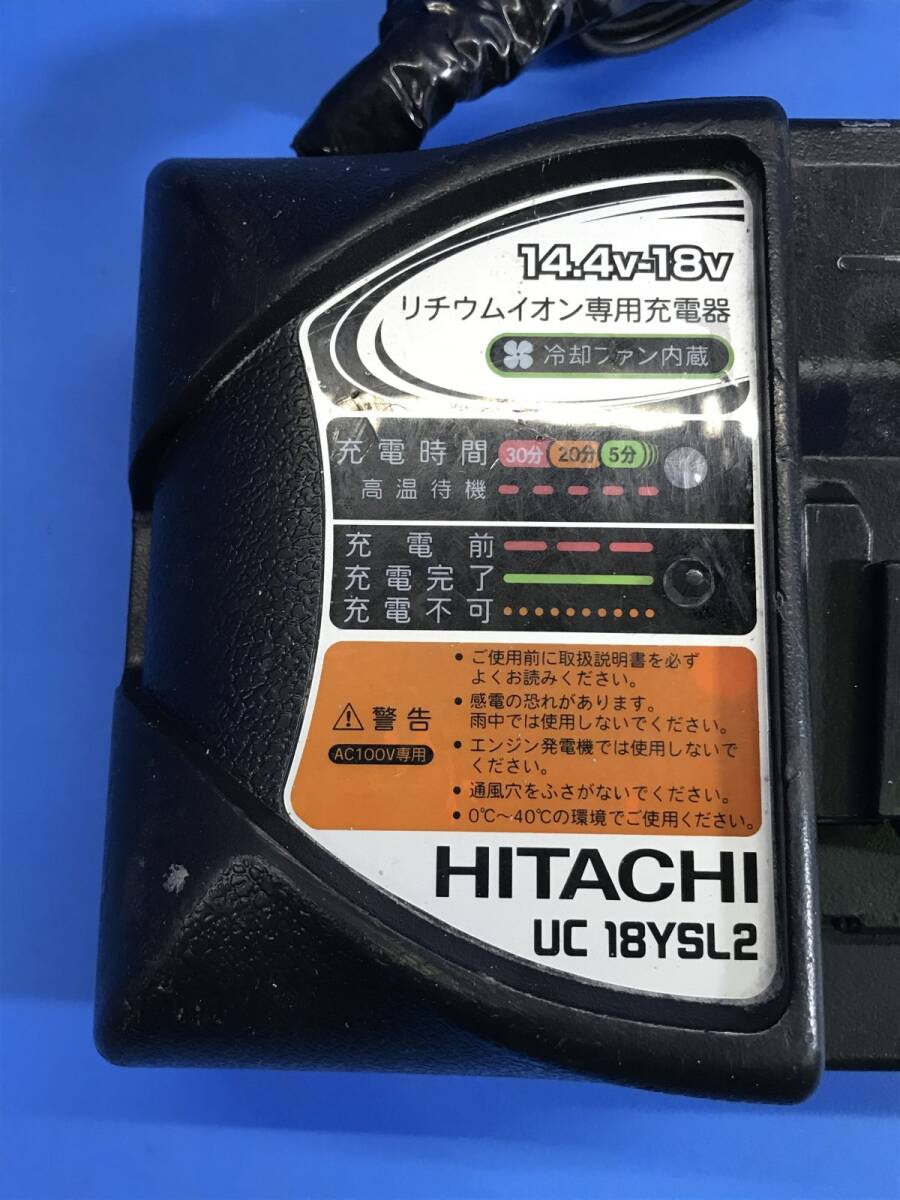 14.4v-18v
リチウムイオン専用充電器
冷却ファン内蔵
充電時間 30分 20分 5分
高温待機
充電前
充電完了
充電不可
警告
AC100V専用
• ご使用前に取扱説明書を必ず
よくお読みください。
• 感電の恐れがあります。
雨中では使用しないでください。
• エンジン発電機では使用しないで
ください。
• 通風穴をふさがないでください。
• 0℃〜40℃の環境でご使用ください。
HITACHI
UC 18YSL2